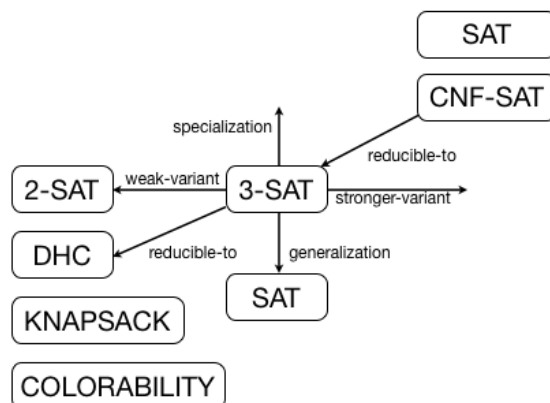 SAT
CNF-SAT
specialization
reducible-to
2-SAT
weak-variant
3-SAT
stronger-variant
DHC
reducible-to
generalization
SAT
KNAPSACK
COLORABILITY